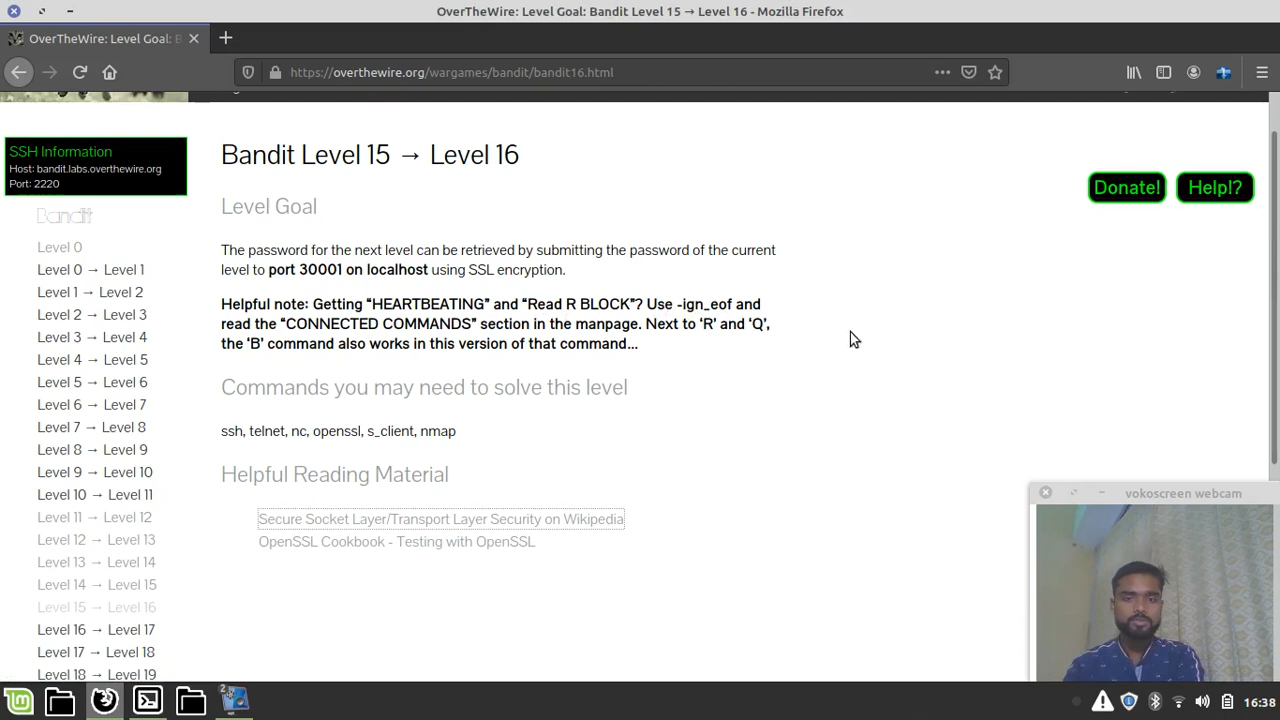 OverTheWire: Level Goal: Bandit Level 15 → Level 16 - Mozilla Firefox
OverTheWire: Level Goal: B
https://overthewire.org/wargames/bandit/bandit16.html
SSH Information
Host: bandit.labs.overthewire.org
Port: 2220
Bandit
Level 0
Level 0 → Level 1
Level 1 → Level 2
Level 2 → Level 3
Level 3 → Level 4
Level 4 → Level 5
Level 5 → Level 6
Level 6 → Level 7
Level 7 → Level 8
Level 8 → Level 9
Level 9 → Level 10
Level 10 → Level 11
Level 11 → Level 12
Level 12 → Level 13
Level 13 → Level 14
Level 14 → Level 15
Level 15 → Level 16
Level 16 → Level 17
Level 17 → Level 18
Level 18 → Level 19
Bandit Level 15 → Level 16
Level Goal
The password for the next level can be retrieved by submitting the password of the current
level to port 30001 on localhost using SSL encryption.
Helpful note: Getting “HEARTBEATING” and “Read R BLOCK”? Use -ign_eof and
read the “CONNECTED COMMANDS” section in the manpage. Next to ‘R’ and ‘Q’,
the ‘B’ command also works in this version of that command…
Commands you may need to solve this level
ssh, telnet, nc, openssl, s_client, nmap
Helpful Reading Material
Secure Socket Layer/Transport Layer Security on Wikipedia
OpenSSL Cookbook - Testing with OpenSSL
Donate!
Help!?
vokoscreen webcam
2
16:38